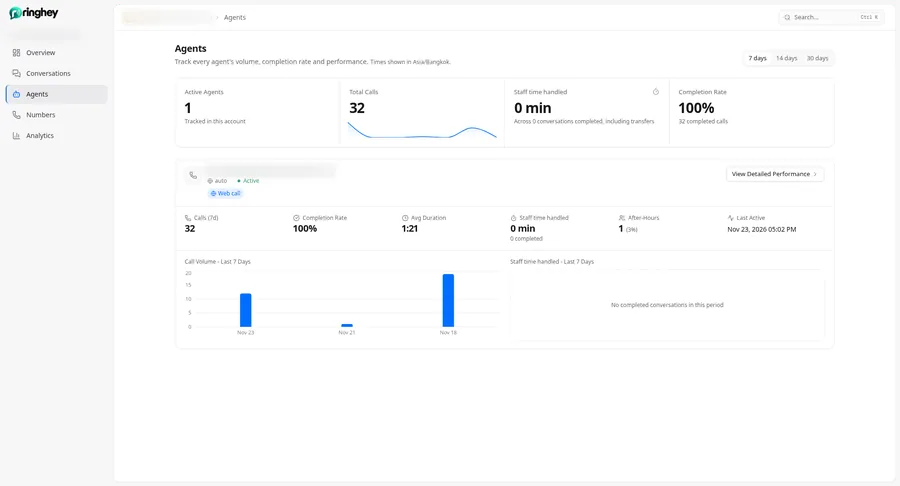 ringhey
Agents
Search...
Ctrl K
Overview
Conversations
Agents
Numbers
Analytics
Agents
Track every agent's volume, completion rate and performance. Times shown in Asia/Bangkok.
7 days
14 days
30 days
Active Agents
1
Tracked in this account
Total Calls
32
Staff time handled
0 min
Across 0 conversations completed, including transfers
Completion Rate
100%
32 completed calls
auto
Active
Web call
View Detailed Performance
Calls (7d)
32
Completion Rate
100%
Avg Duration
1:21
Staff time handled
0 min
0 completed
After-Hours
1 (3%)
Last Active
Nov 23, 2026 05:02 PM
Call Volume - Last 7 Days
20
15
10
5
0
Nov 23
Nov 21
Nov 18
Staff time handled - Last 7 Days
No completed conversations in this period